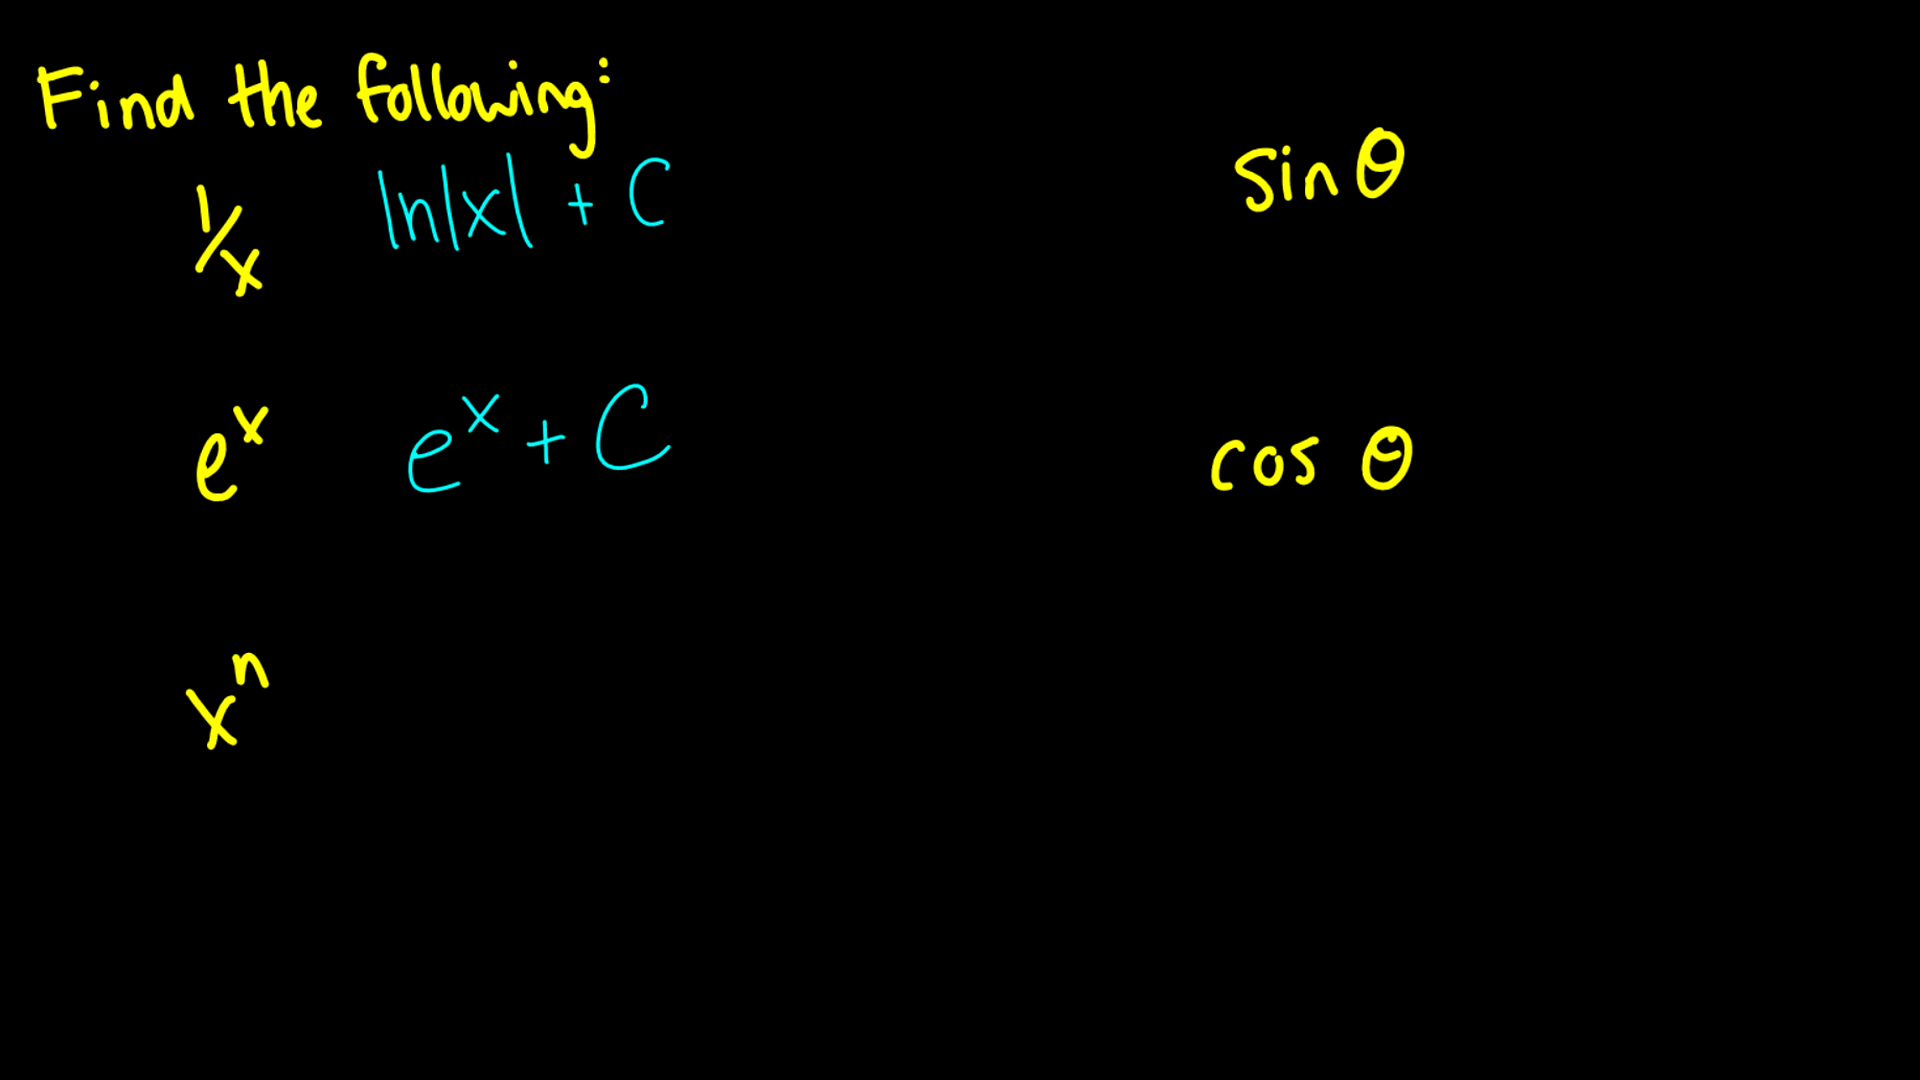 Find the following:
1/x ln|x| + C
e^x e^x + C
x^n
sin θ
cos θ